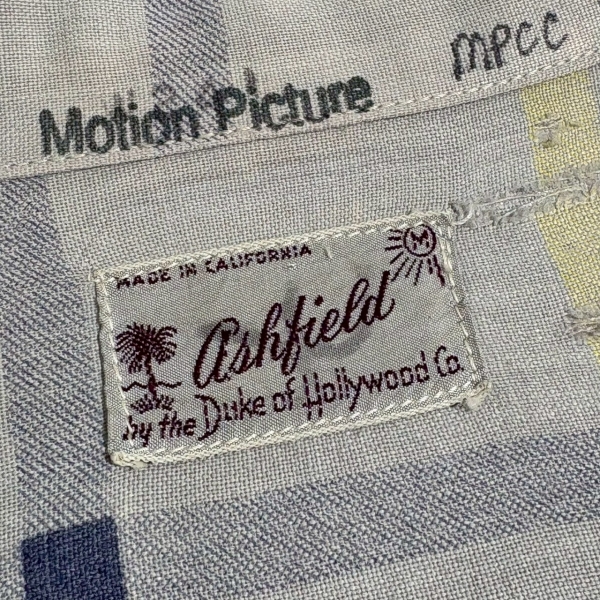 MPCC
Motion Picture
MADE IN CALIFORNIA
M
Ashfield
by the Duke of Hollywood Co.